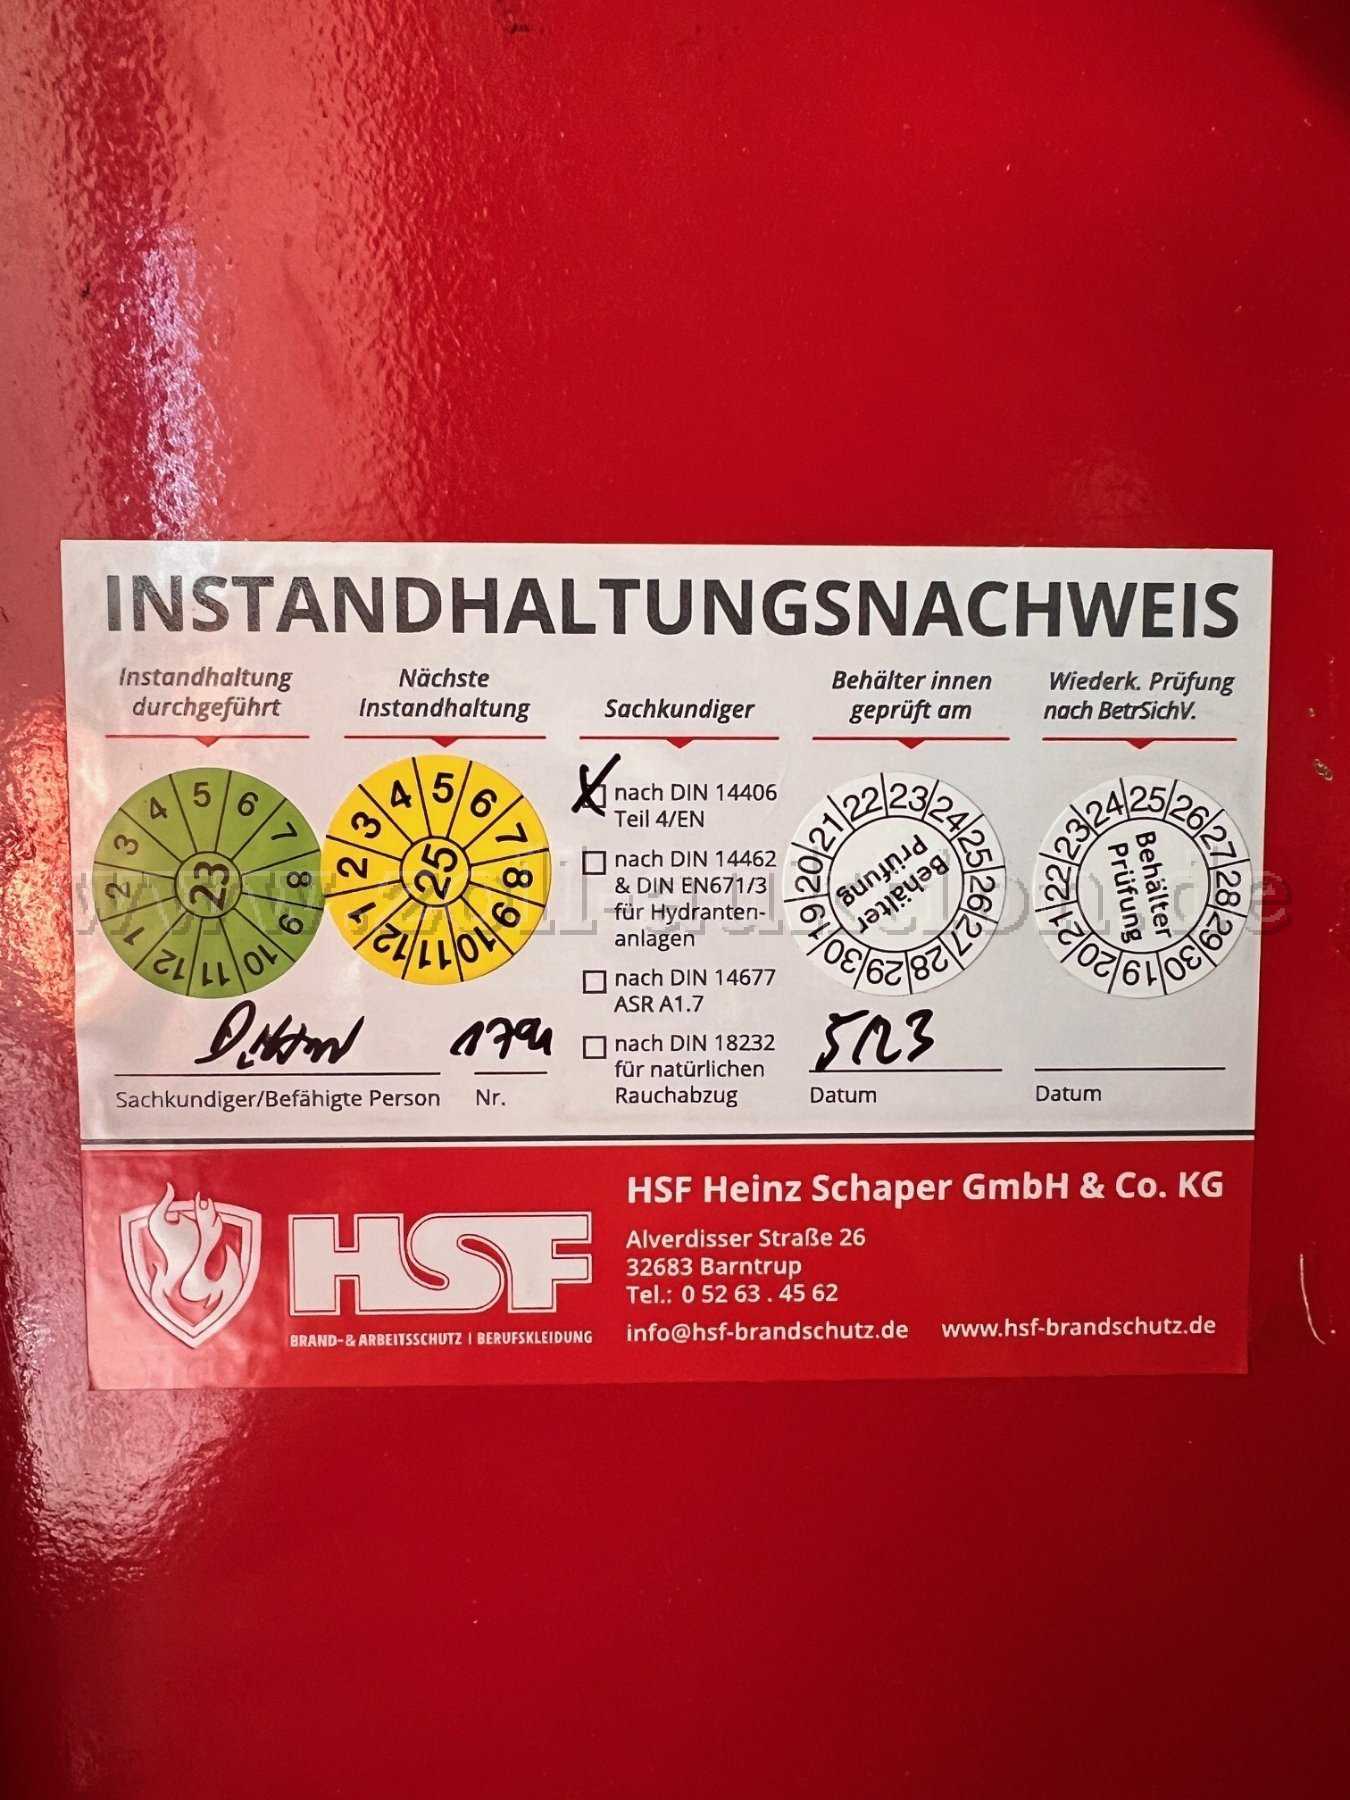 INSTANDHALTUNGSNACHWEIS
Instandhaltung
durchgeführt
Nächste
Instandhaltung
Sachkundiger
Behälter innen
geprüft am
Wiederk. Prüfung
nach BetrSichV.
1 2 3 4 5 6 7 8 9 10 11 12
23
1 2 3 4 5 6 7 8 9 10 11 12
25
nach DIN 14406
Teil 4/EN
nach DIN 14462
& DIN EN671/3
für Hydranten-
anlagen
nach DIN 14677
ASR A1.7
nach DIN 18232
für natürlichen
Rauchabzug
19 20 21 22 23 24 25 26 27 28 29 30
Behälter
Prüfung
19 20 21 22 23 24 25 26 27 28 29 30
Behälter
Prüfung
www.zoll-auktion.de
5/23
Sachkundiger/Befähigte Person
Nr.
Datum
Datum
HSF
BRAND- & ARBEITSSCHUTZ | BERUFSKLEIDUNG
HSF Heinz Schaper GmbH & Co. KG
Alverdisser Straße 26
32683 Barntrup
Tel.: 0 52 63 . 45 62
info@hsf-brandschutz.de www.hsf-brandschutz.de